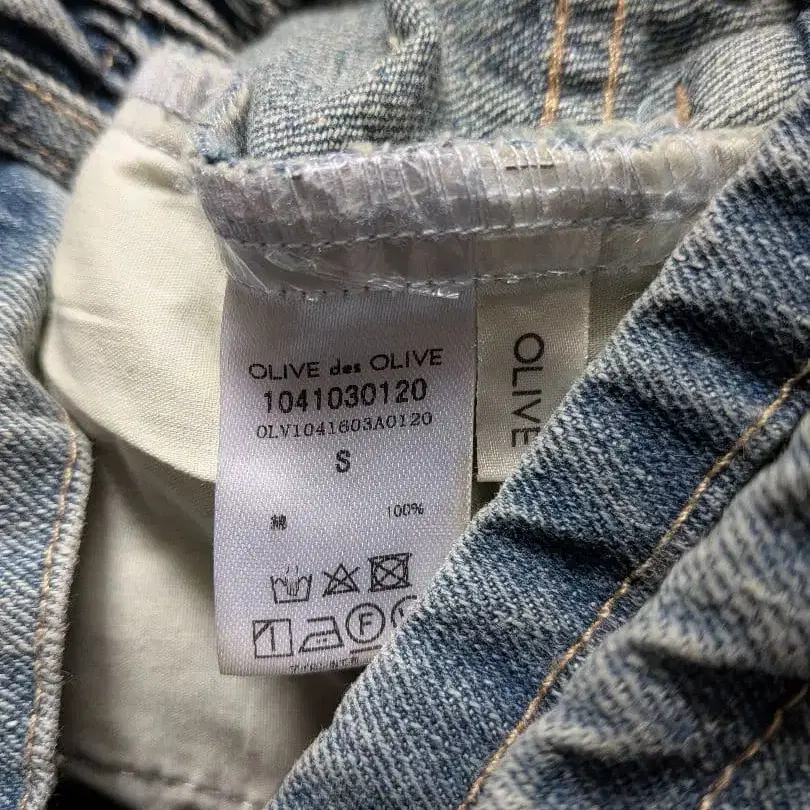 OLIVE des OLIVE
1041030120
OLV1041603A0120
S
綿 100%
F
OLIVE